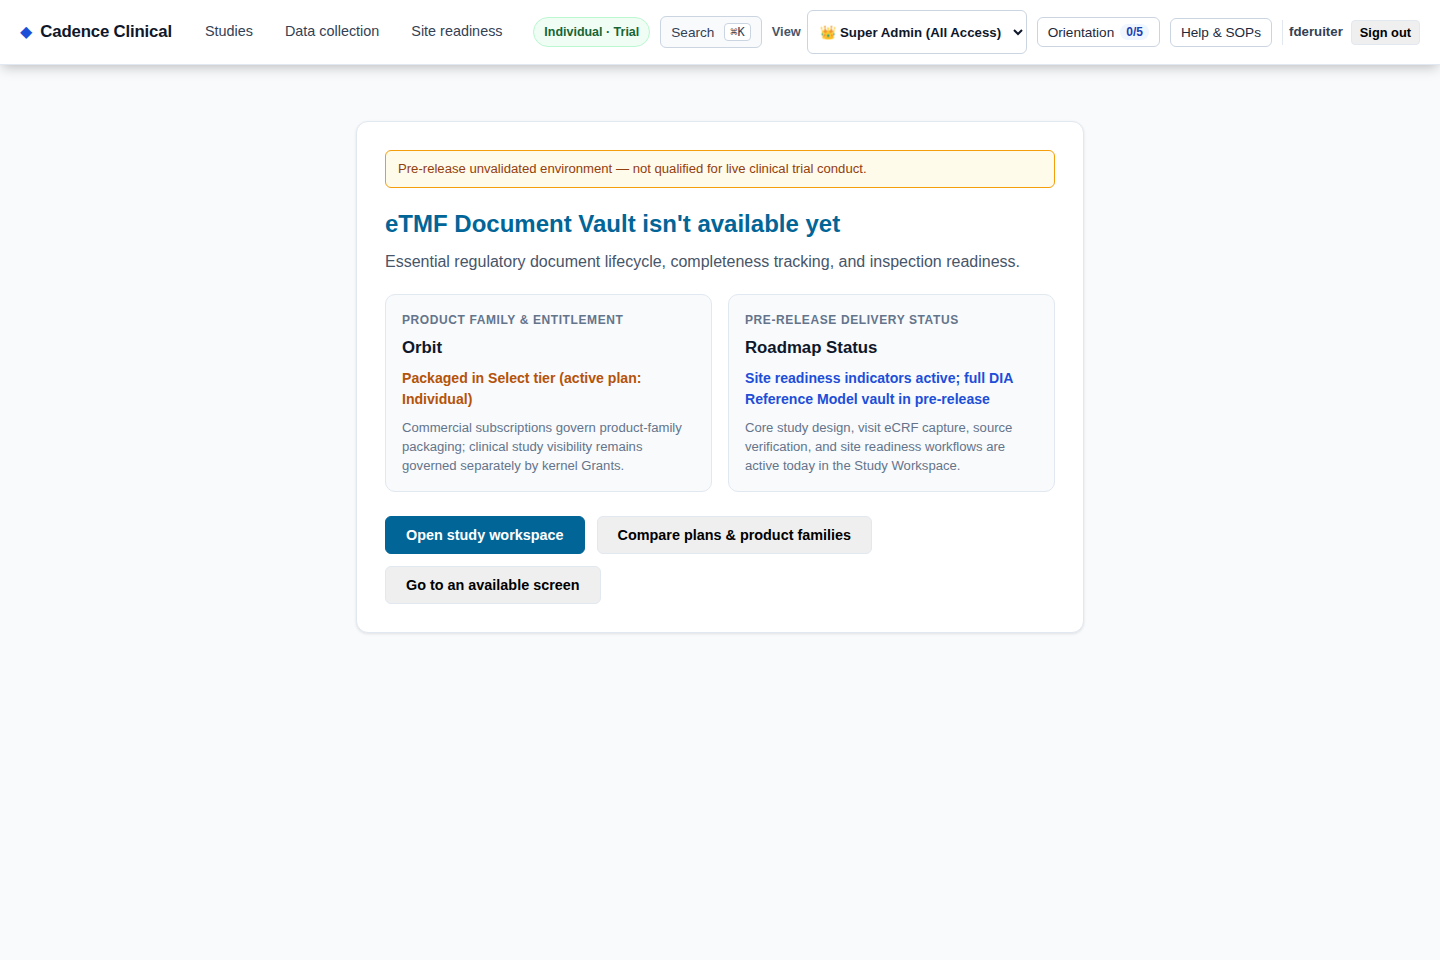 Cadence Clinical
Studies
Data collection
Site readiness
Individual · Trial
Search ⌘K
View
👑 Super Admin (All Access)
Orientation 0/5
Help & SOPs
fderuiter
Sign out
Pre-release unvalidated environment — not qualified for live clinical trial conduct.
eTMF Document Vault isn't available yet
Essential regulatory document lifecycle, completeness tracking, and inspection readiness.
PRODUCT FAMILY & ENTITLEMENT
Orbit
Packaged in Select tier (active plan:
Individual)
Commercial subscriptions govern product-family
packaging; clinical study visibility remains
governed separately by kernel Grants.
PRE-RELEASE DELIVERY STATUS
Roadmap Status
Site readiness indicators active; full DIA
Reference Model vault in pre-release
Core study design, visit eCRF capture, source
verification, and site readiness workflows are
active today in the Study Workspace.
Open study workspace
Compare plans & product families
Go to an available screen